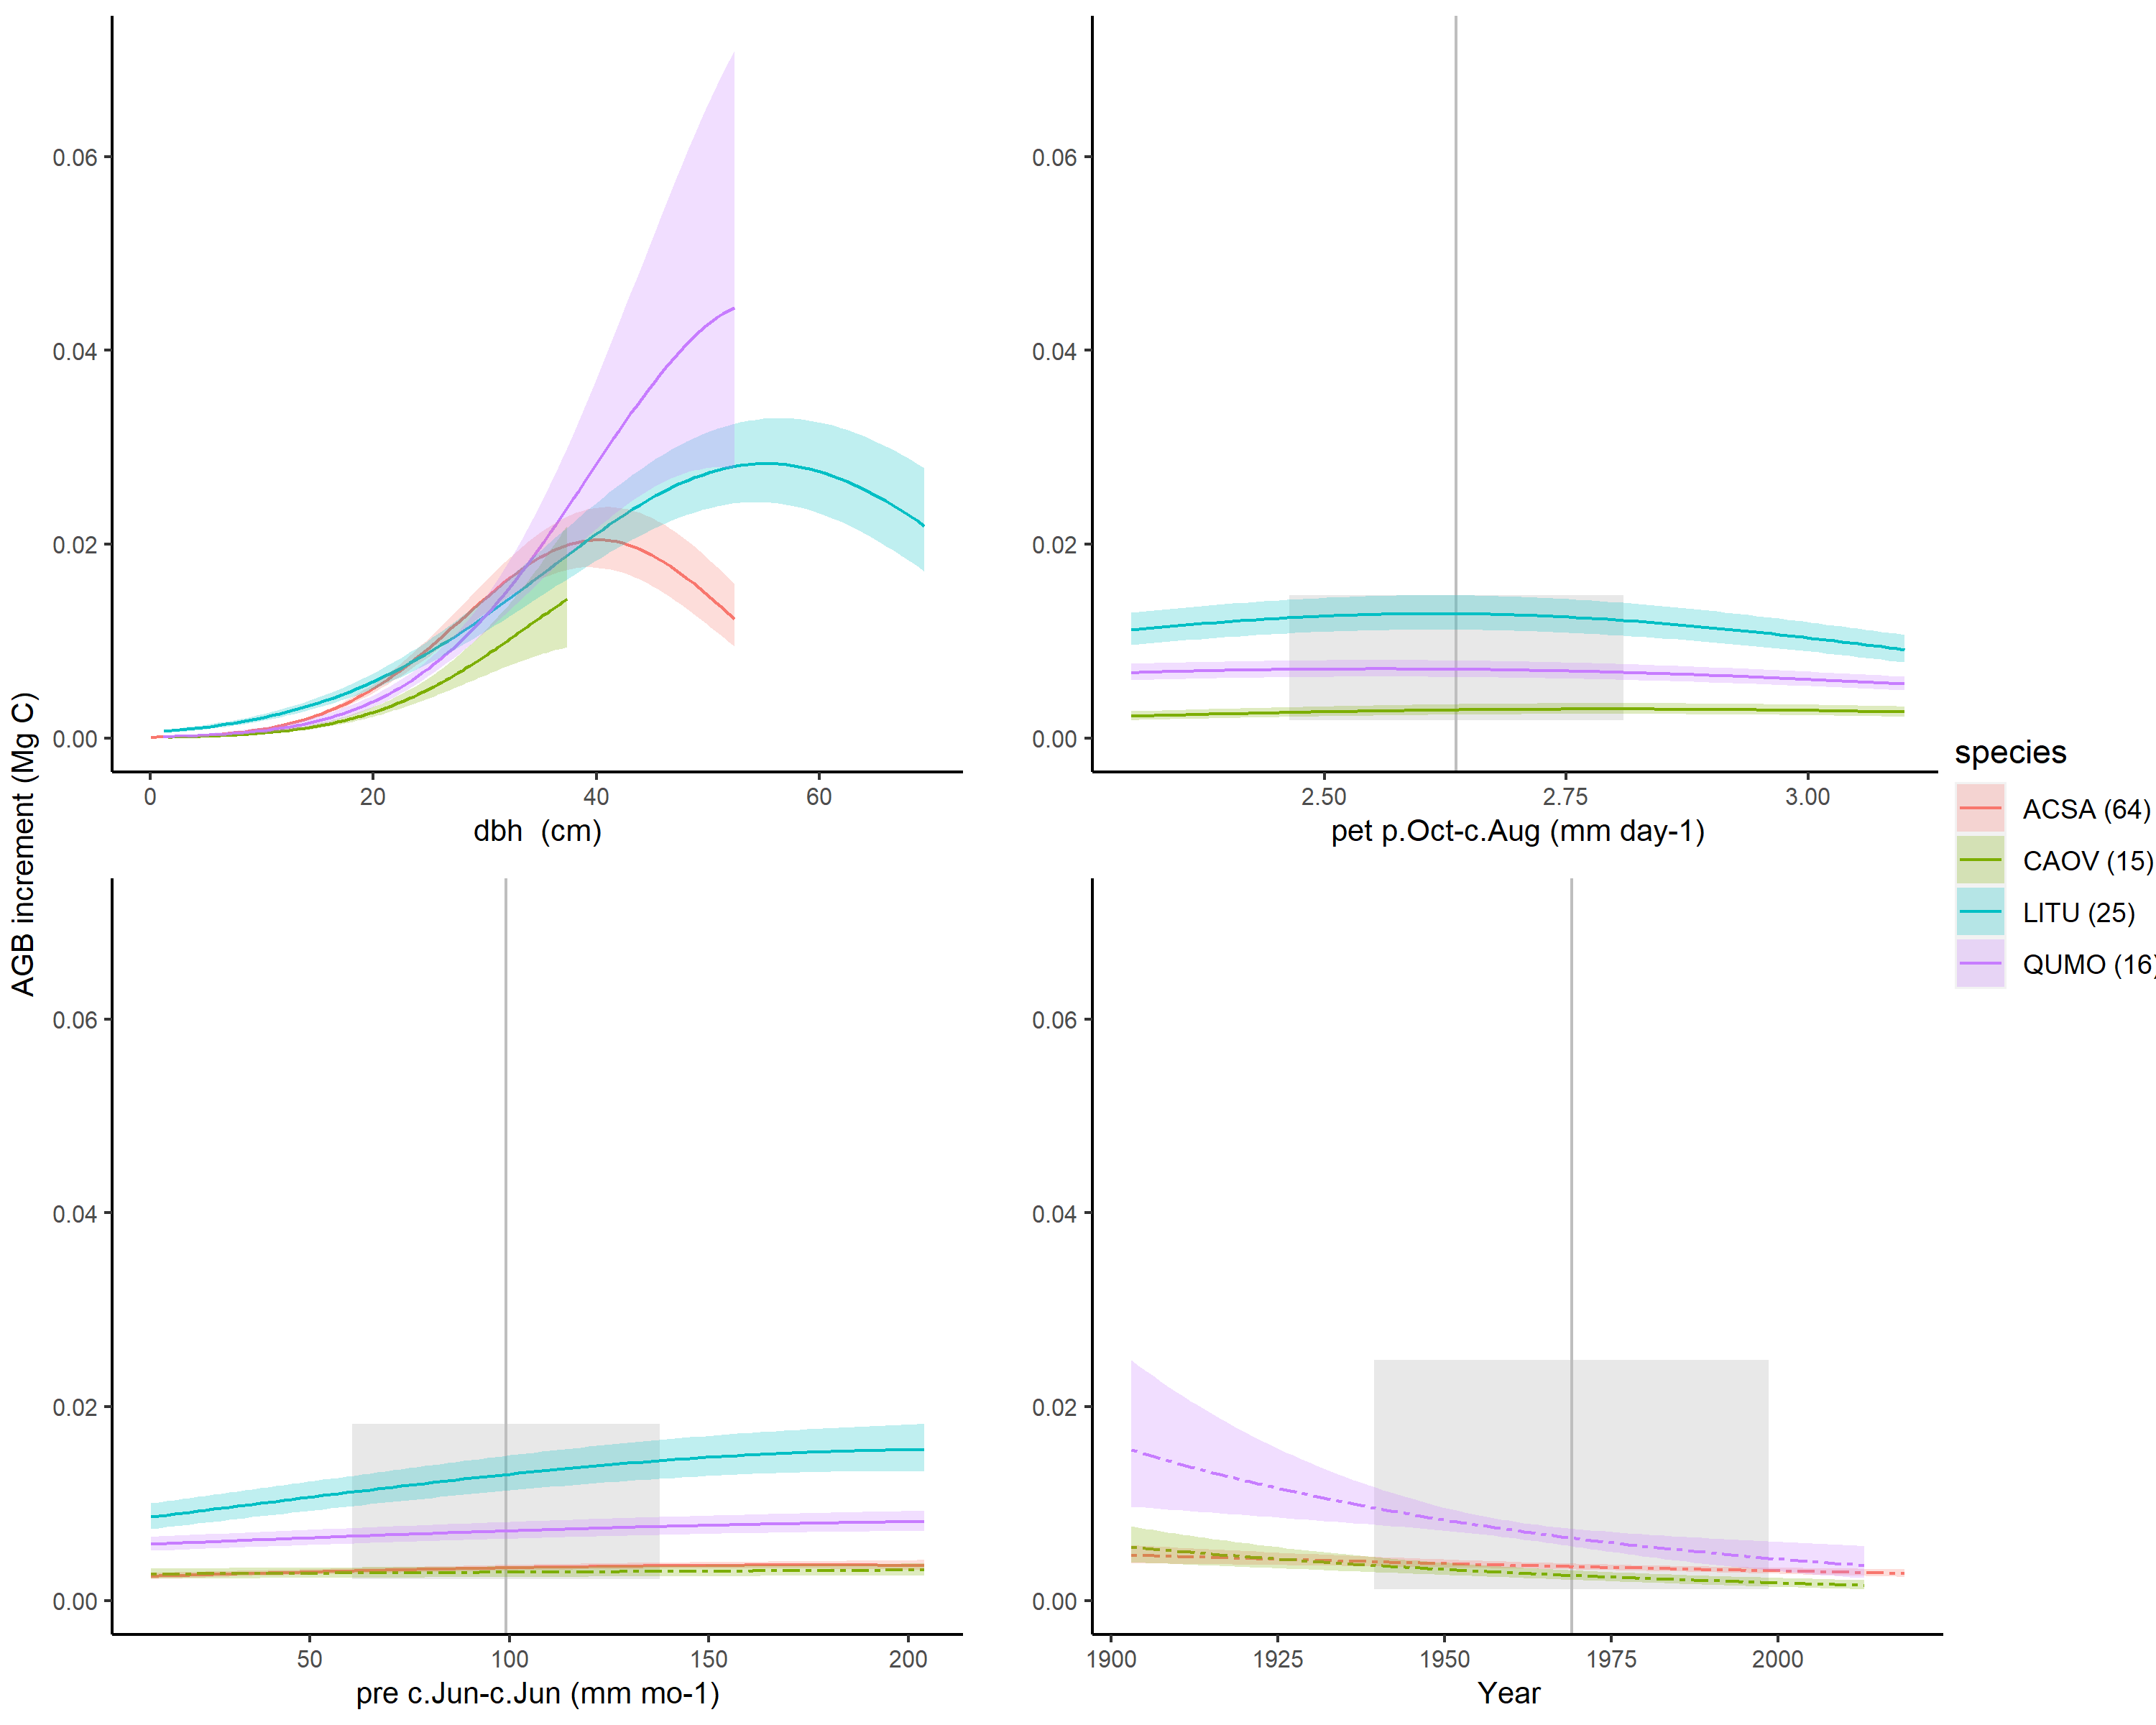 AGB increment (Mg C)
0.06
0.04
0.02
0.00
0 20 40 60
dbh (cm)
0.06
0.04
0.02
0.00
2.50 2.75 3.00
pet p.Oct-c.Aug (mm day-1)
0.06
0.04
0.02
0.00
50 100 150 200
pre c.Jun-c.Jun (mm mo-1)
0.06
0.04
0.02
0.00
1900 1925 1950 1975 2000
Year
species
ACSA (64)
CAOV (15)
LITU (25)
QUMO (16)